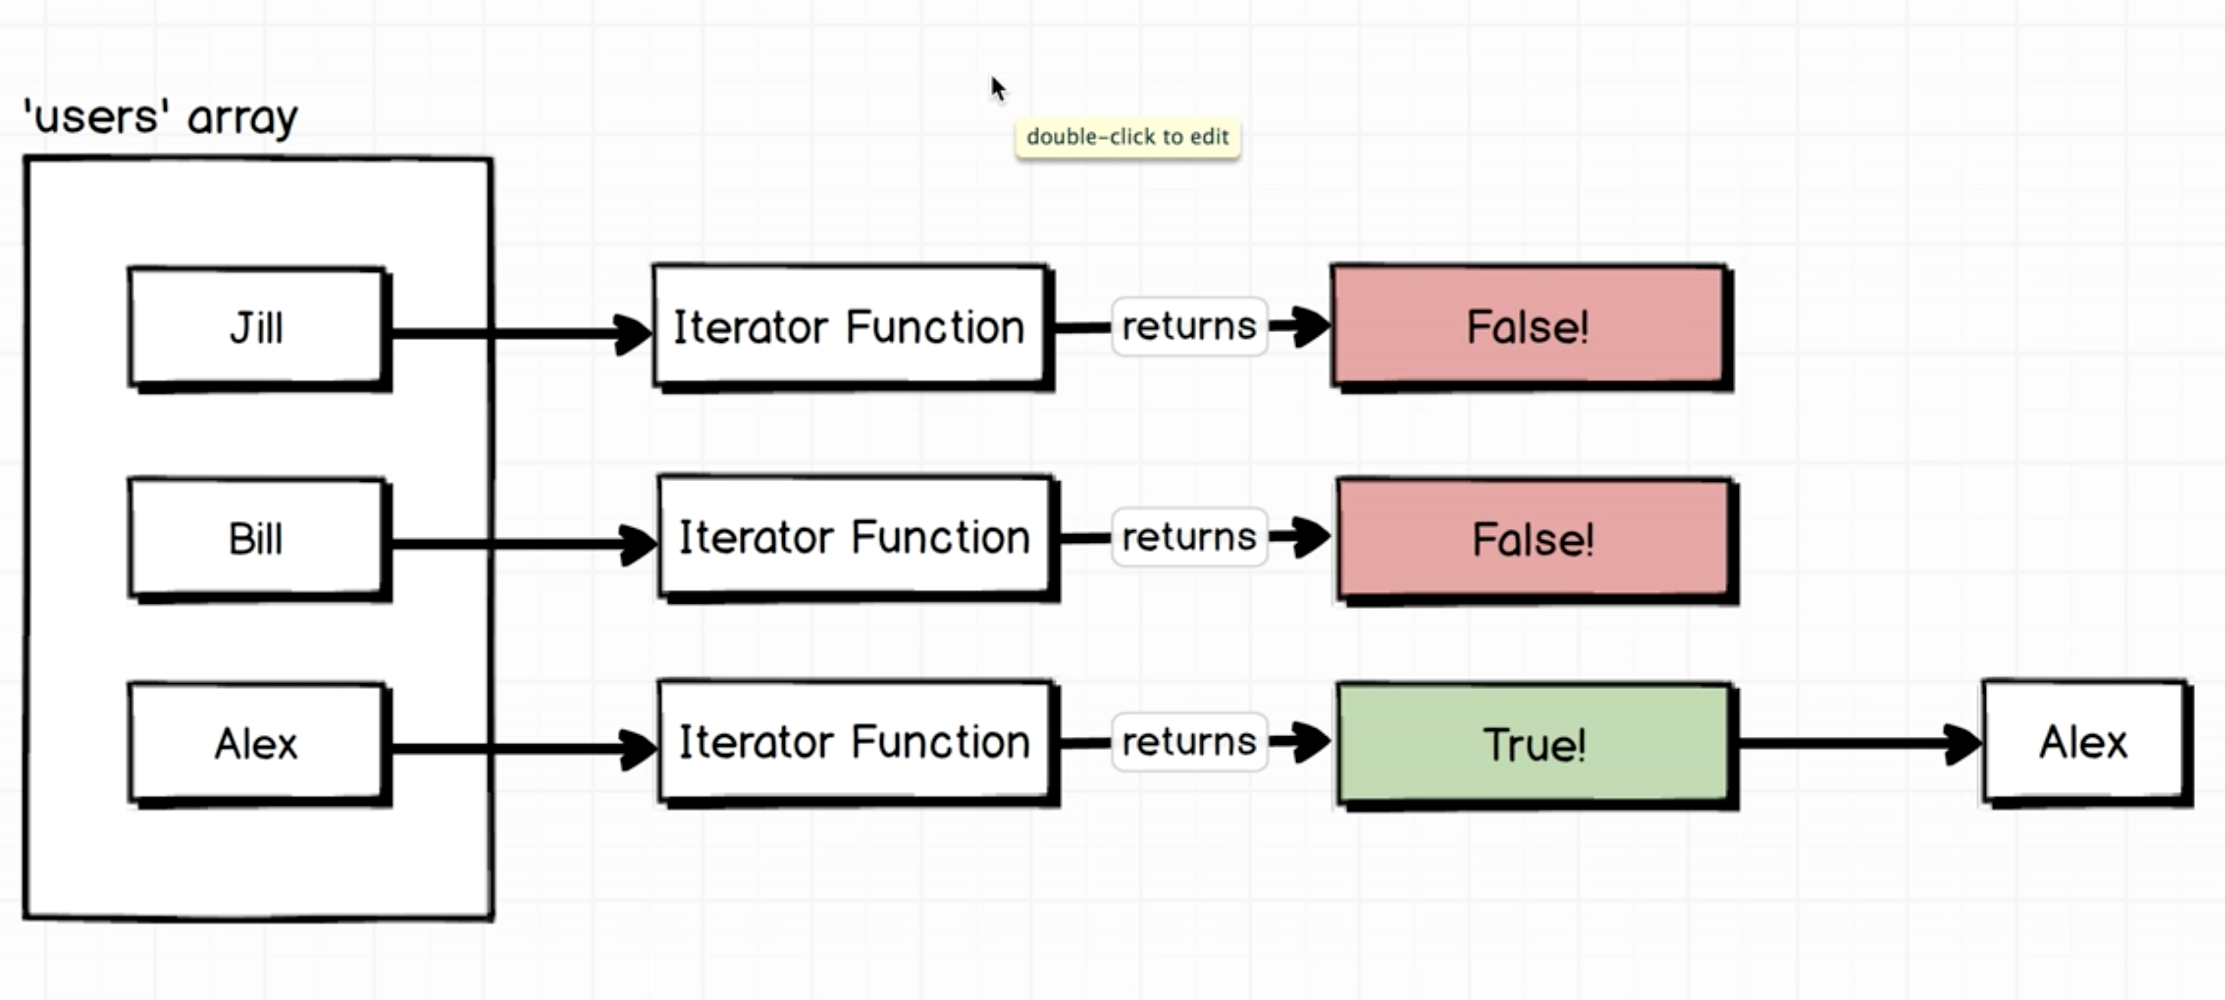 double-click to edit
'users' array
Jill
Iterator Function
returns
False!
Bill
Iterator Function
returns
False!
Alex
Iterator Function
returns
True!
Alex